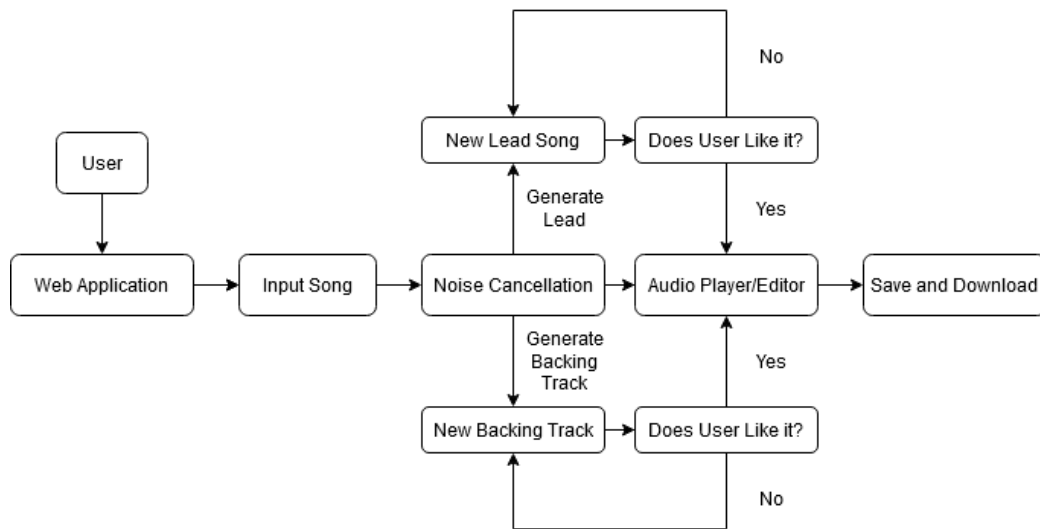 No
New Lead Song
Does User Like it?
User
Generate
Lead
Yes
Web Application
Input Song
Noise Cancellation
Audio Player/Editor
Save and Download
Generate
Backing
Track
Yes
New Backing Track
Does User Like it?
No